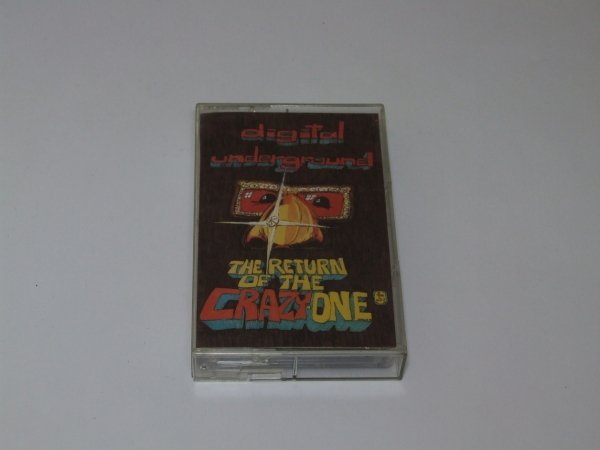 digital
underground
THE RETURN
OF THE
CRAZY ONE